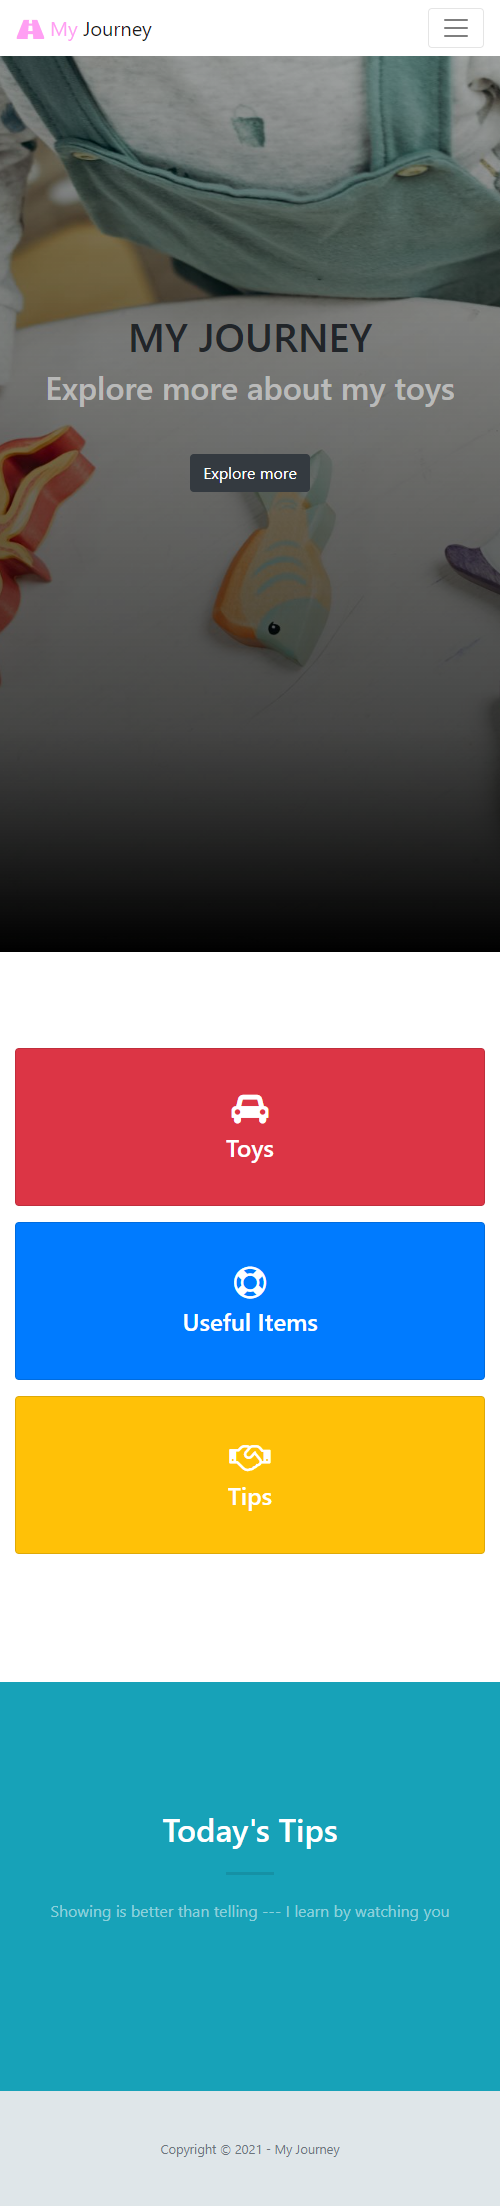 My Journey
MY JOURNEY
Explore more about my toys
Explore more
Toys
Useful Items
Tips
Today's Tips
Showing is better than telling --- I learn by watching you
Copyright © 2021 - My Journey